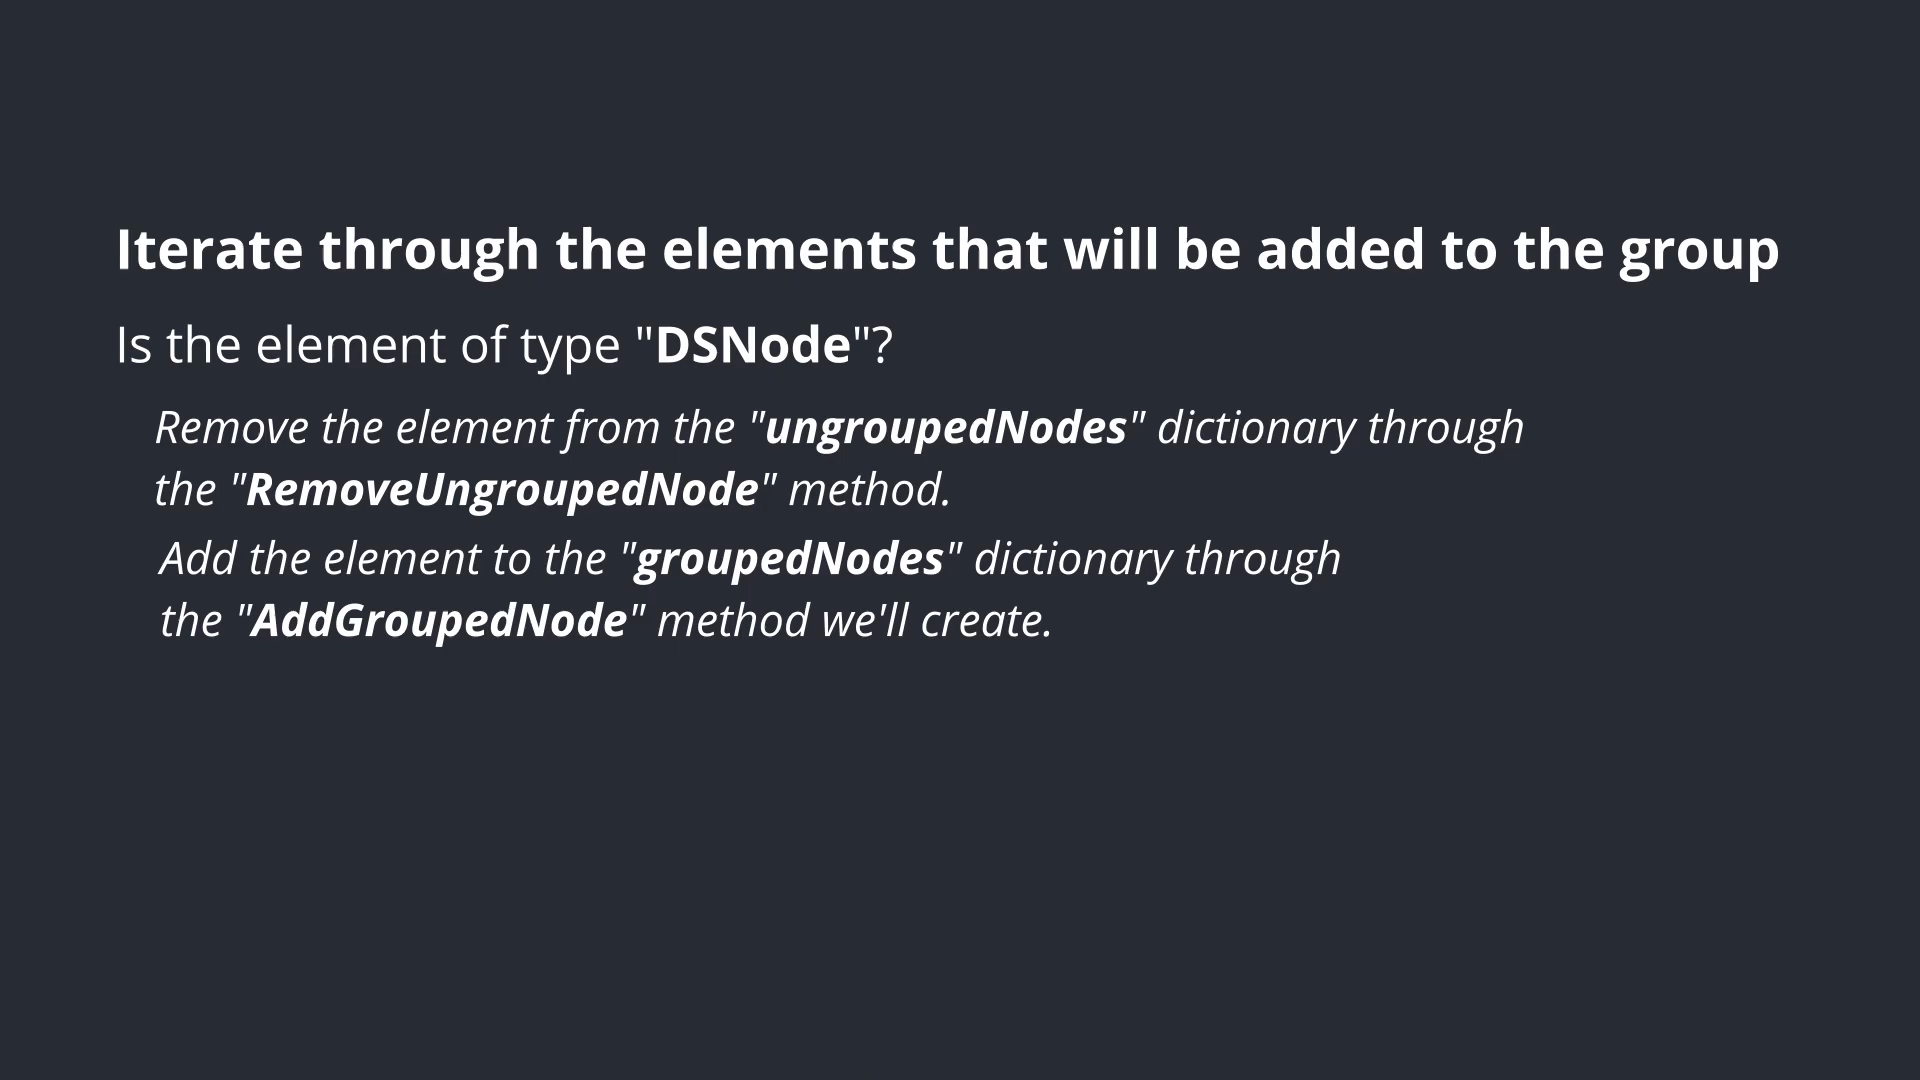 Iterate through the elements that will be added to the group
Is the element of type "DSNode"?
Remove the element from the "ungroupedNodes" dictionary through
the "RemoveUngroupedNode" method.
Add the element to the "groupedNodes" dictionary through
the "AddGroupedNode" method we'll create.